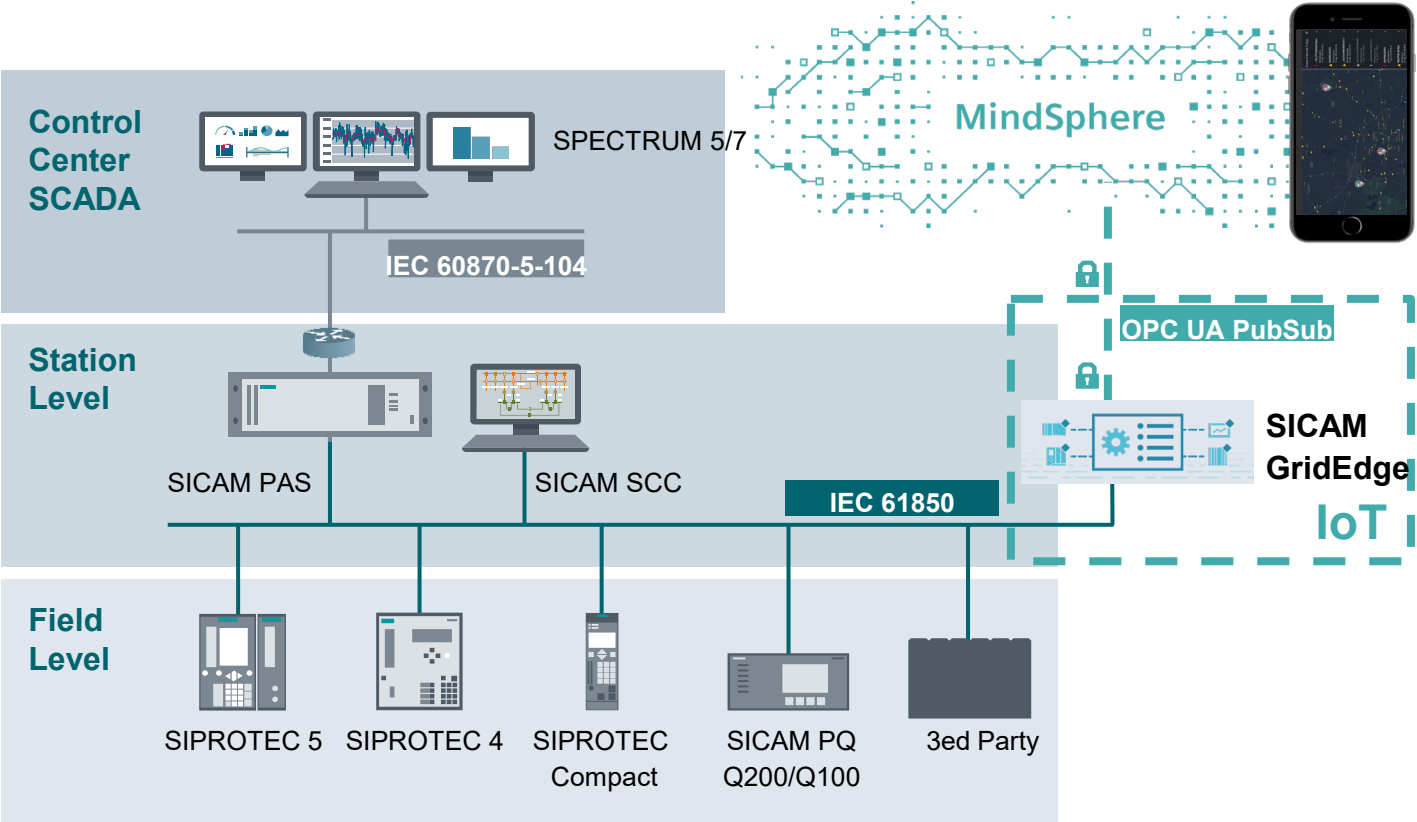 MindSphere
Control
Center
SCADA
SPECTRUM 5/7
IEC 60870-5-104
OPC UA PubSub
Station
Level
SICAM
GridEdge
SICAM PAS
SICAM SCC
IEC 61850
IoT
Field
Level
SIPROTEC 5
SIPROTEC 4
SIPROTEC
Compact
SICAM PQ
Q200/Q100
3ed Party